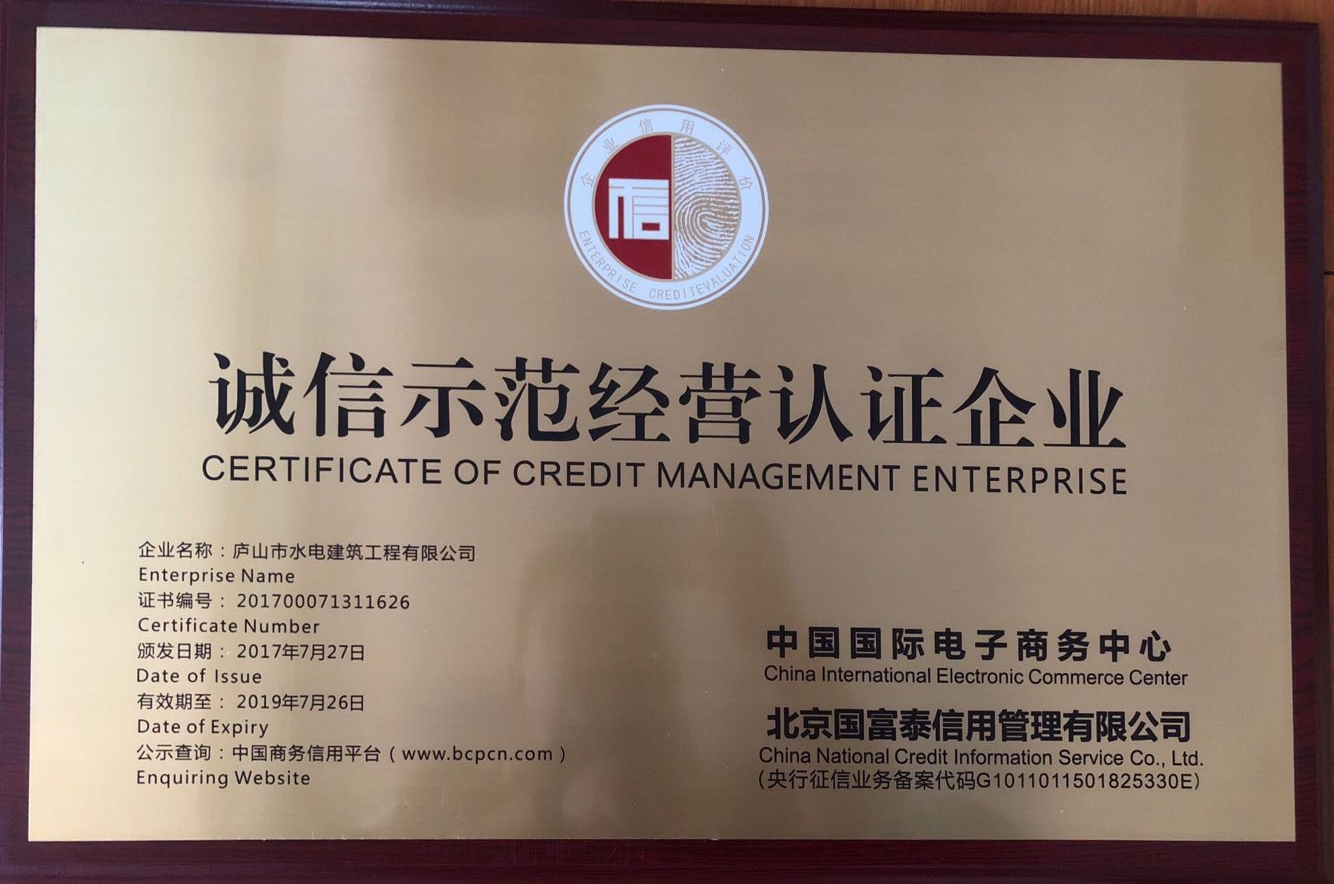 企业信用评价
信
ENTERPRISE CREDITEVALUATION
诚信示范经营认证企业
CERTIFICATE OF CREDIT MANAGEMENT ENTERPRISE
企业名称：庐山市水电建筑工程有限公司
Enterprise Name
证书编号：201700071311626
Certificate Number
颁发日期：2017年7月27日
Date of Issue
有效期至：2019年7月26日
Date of Expiry
公示查询：中国商务信用平台（www.bcpcn.com）
Enquiring Website
中国国际电子商务中心
China International Electronic Commerce Center
北京国富泰信用管理有限公司
China National Credit Information Service Co., Ltd.
（央行征信业务备案代码G1011011501825330E）